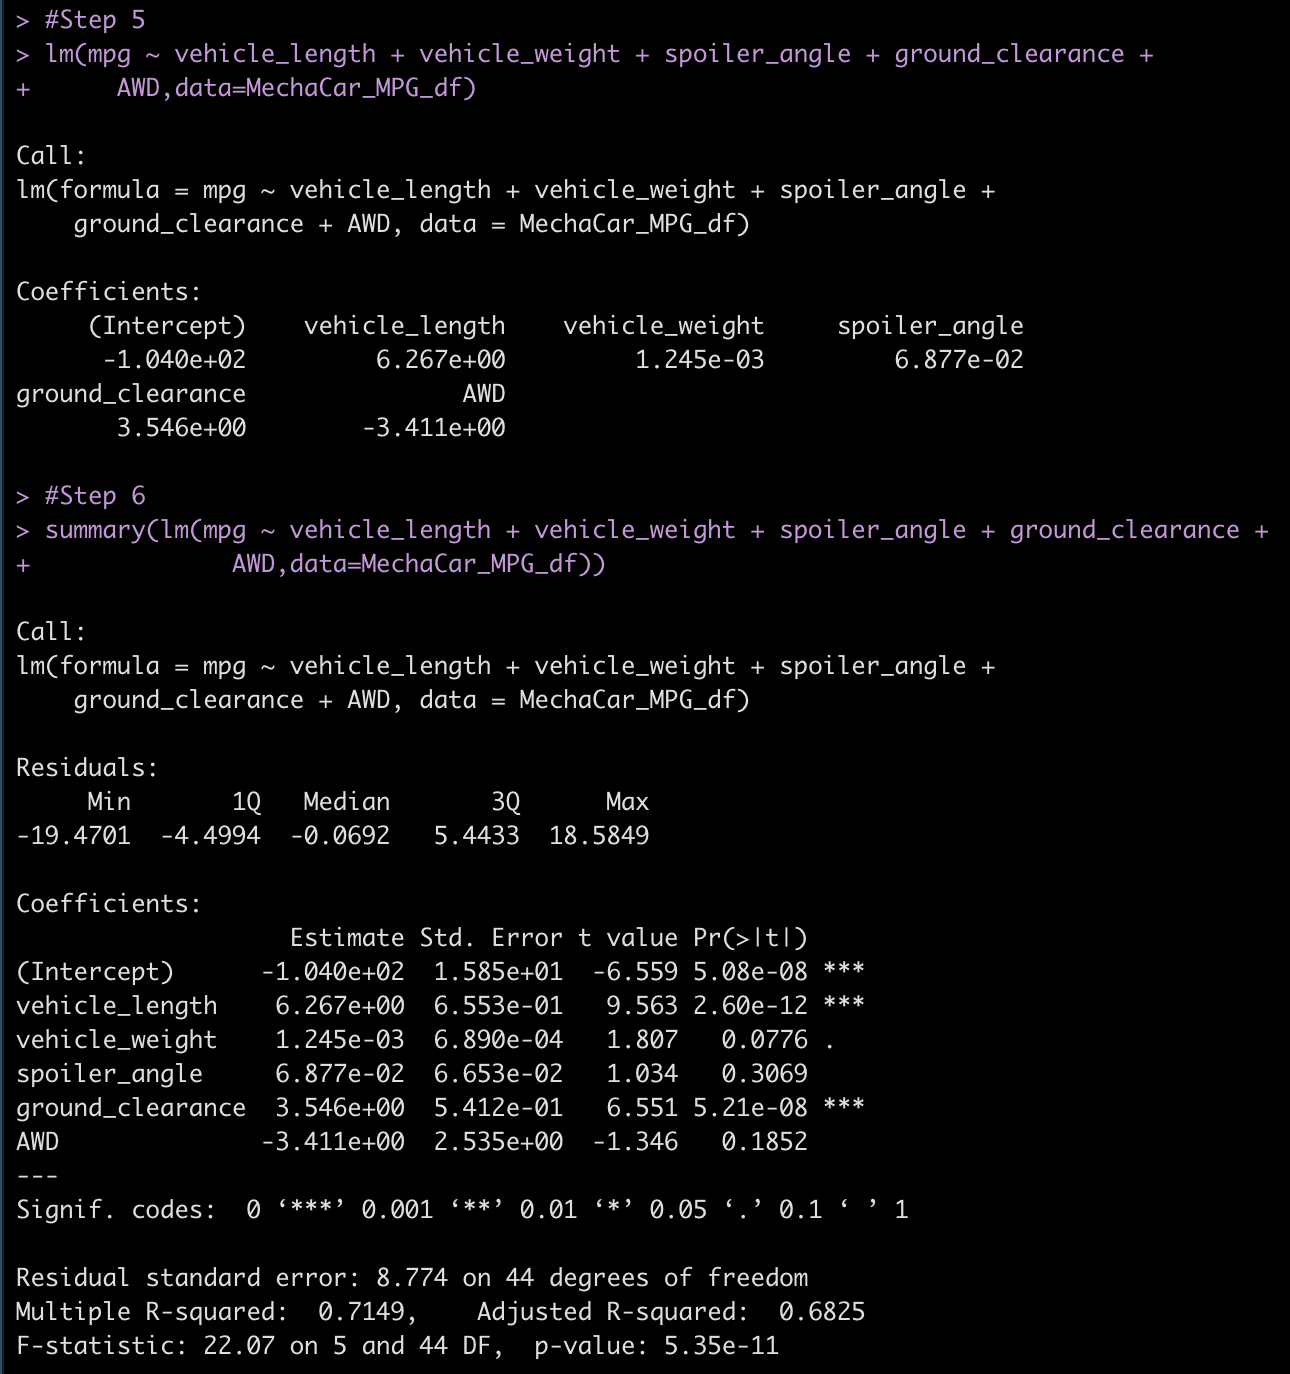 > #Step 5
> lm(mpg ~ vehicle_length + vehicle_weight + spoiler_angle + ground_clearance +
+      AWD,data=MechaCar_MPG_df)

Call:
lm(formula = mpg ~ vehicle_length + vehicle_weight + spoiler_angle +
    ground_clearance + AWD, data = MechaCar_MPG_df)

Coefficients:
     (Intercept)    vehicle_length    vehicle_weight     spoiler_angle
      -1.040e+02         6.267e+00         1.245e-03         6.877e-02
ground_clearance               AWD
       3.546e+00        -3.411e+00

> #Step 6
> summary(lm(mpg ~ vehicle_length + vehicle_weight + spoiler_angle + ground_clearance +
+              AWD,data=MechaCar_MPG_df))

Call:
lm(formula = mpg ~ vehicle_length + vehicle_weight + spoiler_angle +
    ground_clearance + AWD, data = MechaCar_MPG_df)

Residuals:
     Min       1Q   Median       3Q      Max
-19.4701  -4.4994  -0.0692   5.4433  18.5849

Coefficients:
                   Estimate Std. Error t value Pr(>|t|)
(Intercept)      -1.040e+02  1.585e+01  -6.559 5.08e-08 ***
vehicle_length    6.267e+00  6.553e-01   9.563 2.60e-12 ***
vehicle_weight    1.245e-03  6.890e-04   1.807   0.0776 .
spoiler_angle     6.877e-02  6.653e-02   1.034   0.3069
ground_clearance  3.546e+00  5.412e-01   6.551 5.21e-08 ***
AWD              -3.411e+00  2.535e+00  -1.346   0.1852
---
Signif. codes:  0 ‘***’ 0.001 ‘**’ 0.01 ‘*’ 0.05 ‘.’ 0.1 ‘ ’ 1

Residual standard error: 8.774 on 44 degrees of freedom
Multiple R-squared:  0.7149,    Adjusted R-squared:  0.6825
F-statistic: 22.07 on 5 and 44 DF,  p-value: 5.35e-11